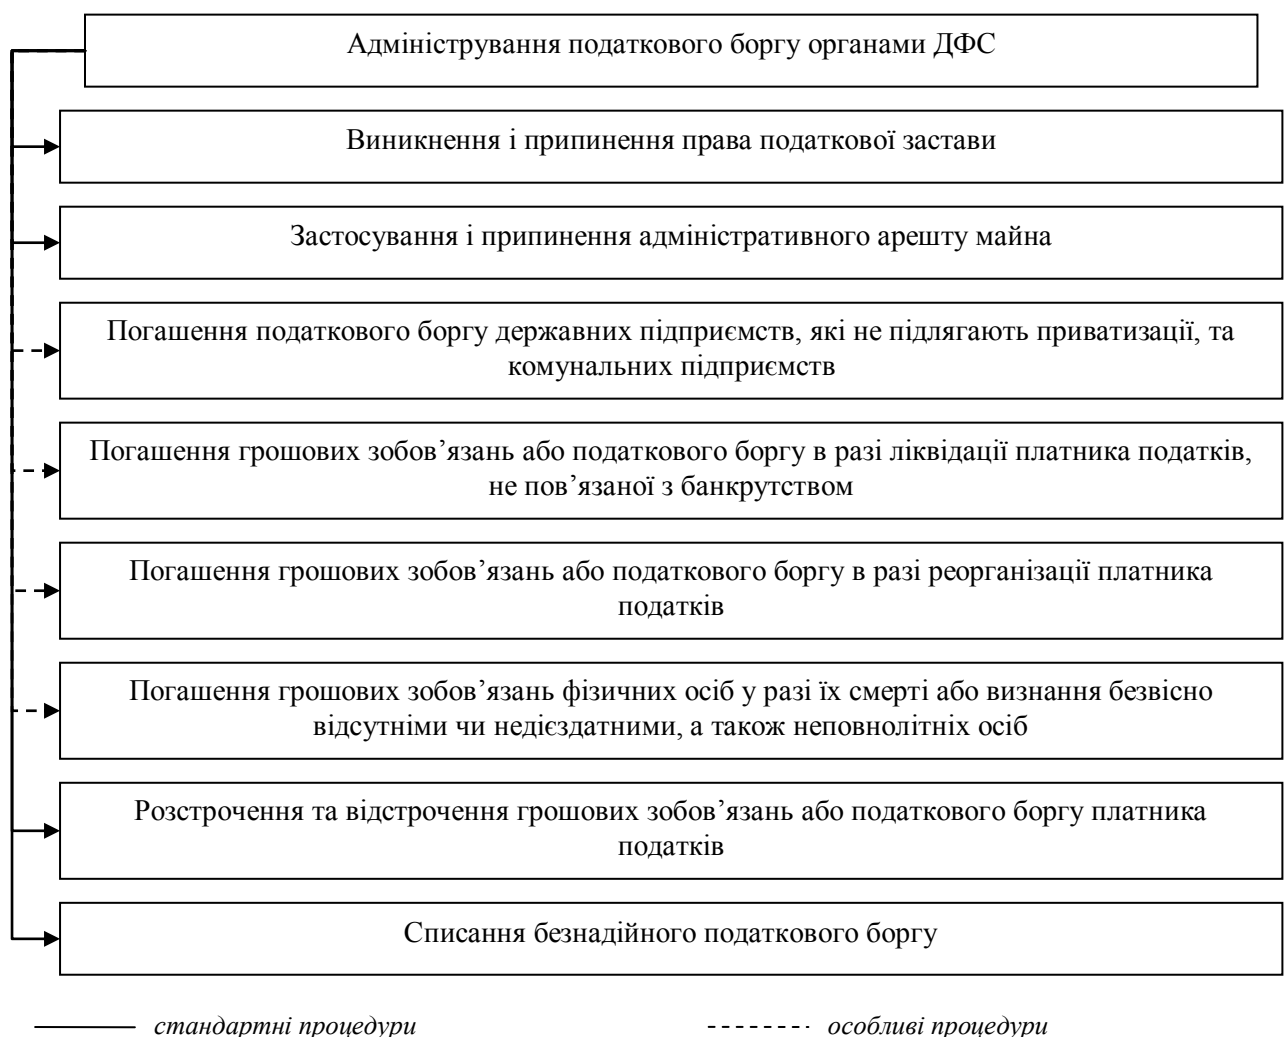 Адміністрування податкового боргу органами ДФС
Виникнення і припинення права податкової застави
Застосування і припинення адміністративного арешту майна
Погашення податкового боргу державних підприємств, які не підлягають приватизації, та
комунальних підприємств
Погашення грошових зобов’язань або податкового боргу в разі ліквідації платника податків,
не пов’язаної з банкрутством
Погашення грошових зобов’язань або податкового боргу в разі реорганізації платника
податків
Погашення грошових зобов’язань фізичних осіб у разі їх смерті або визнання безвісно
відсутніми чи недієздатними, а також неповнолітніх осіб
Розстрочення та відстрочення грошових зобов’язань або податкового боргу платника
податків
Списання безнадійного податкового боргу
стандартні процедури
особливі процедури